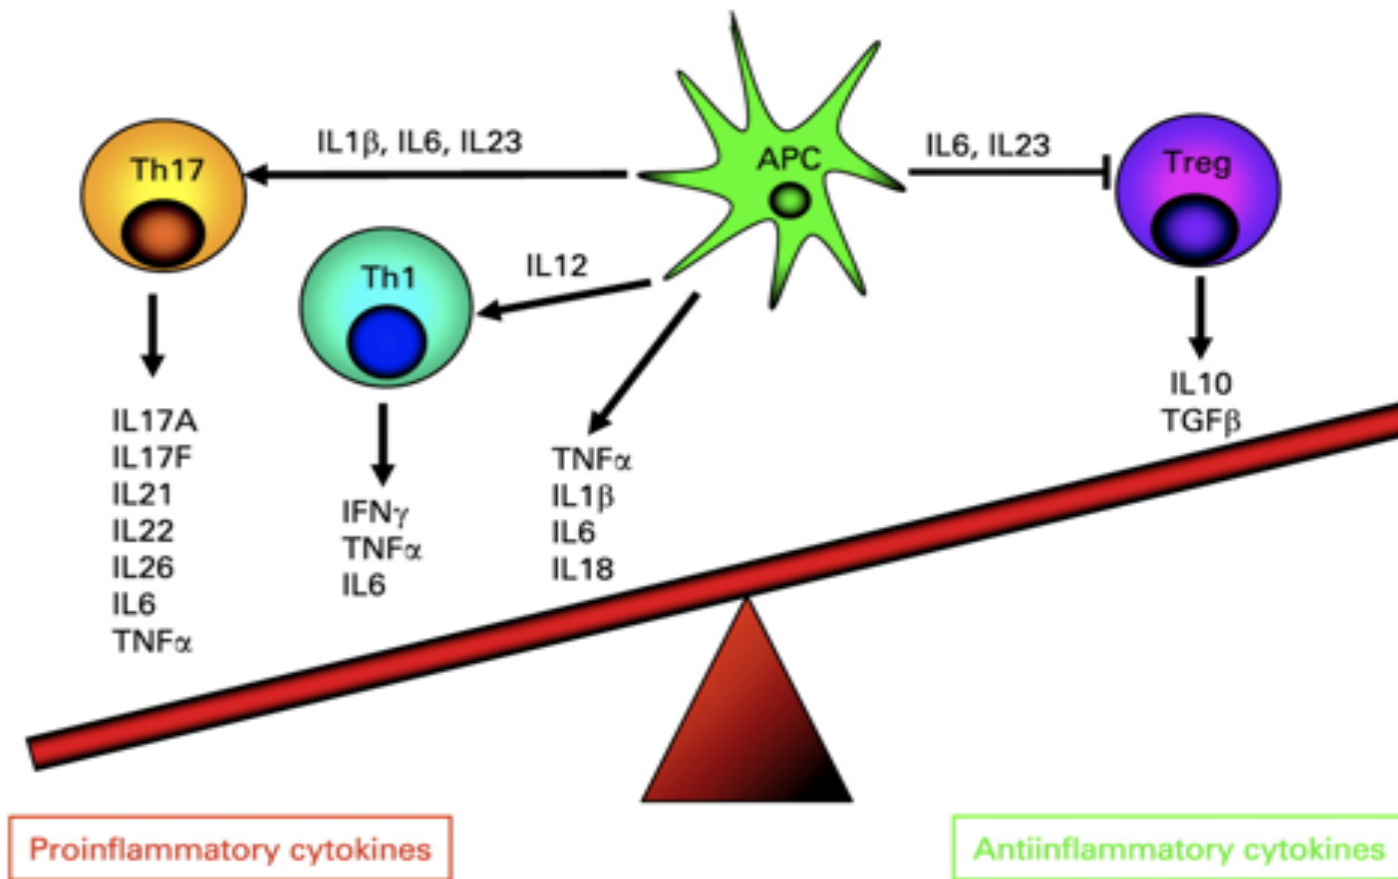 IL1β, IL6, IL23
APC
IL6, IL23
Th17
Treg
IL12
Th1
IL17A
IL17F
IL21
IL22
IL26
IL6
TNFα
IFNγ
TNFα
IL6
TNFα
IL1β
IL6
IL18
IL10
TGFβ
Proinflammatory cytokines
Antiinflammatory cytokines